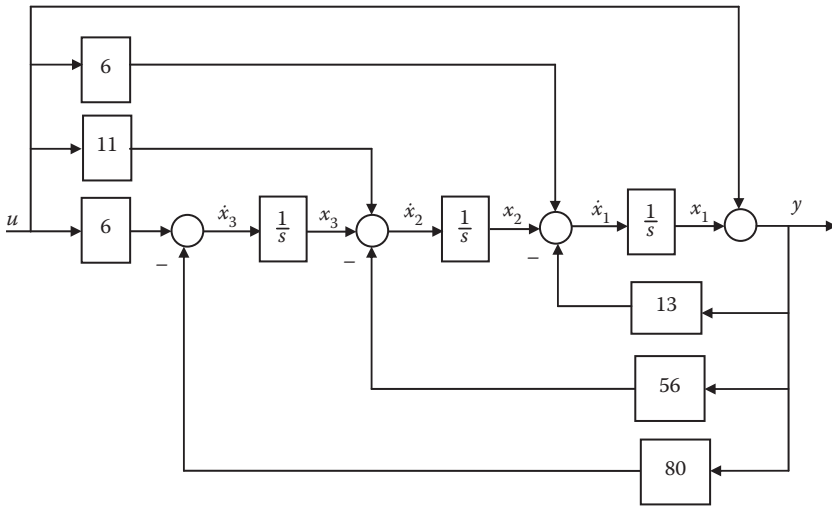 6
11
u
6
ẋ₃
1/s
x₃
ẋ₂
1/s
x₂
ẋ₁
1/s
x₁
y
−
−
−
13
56
80